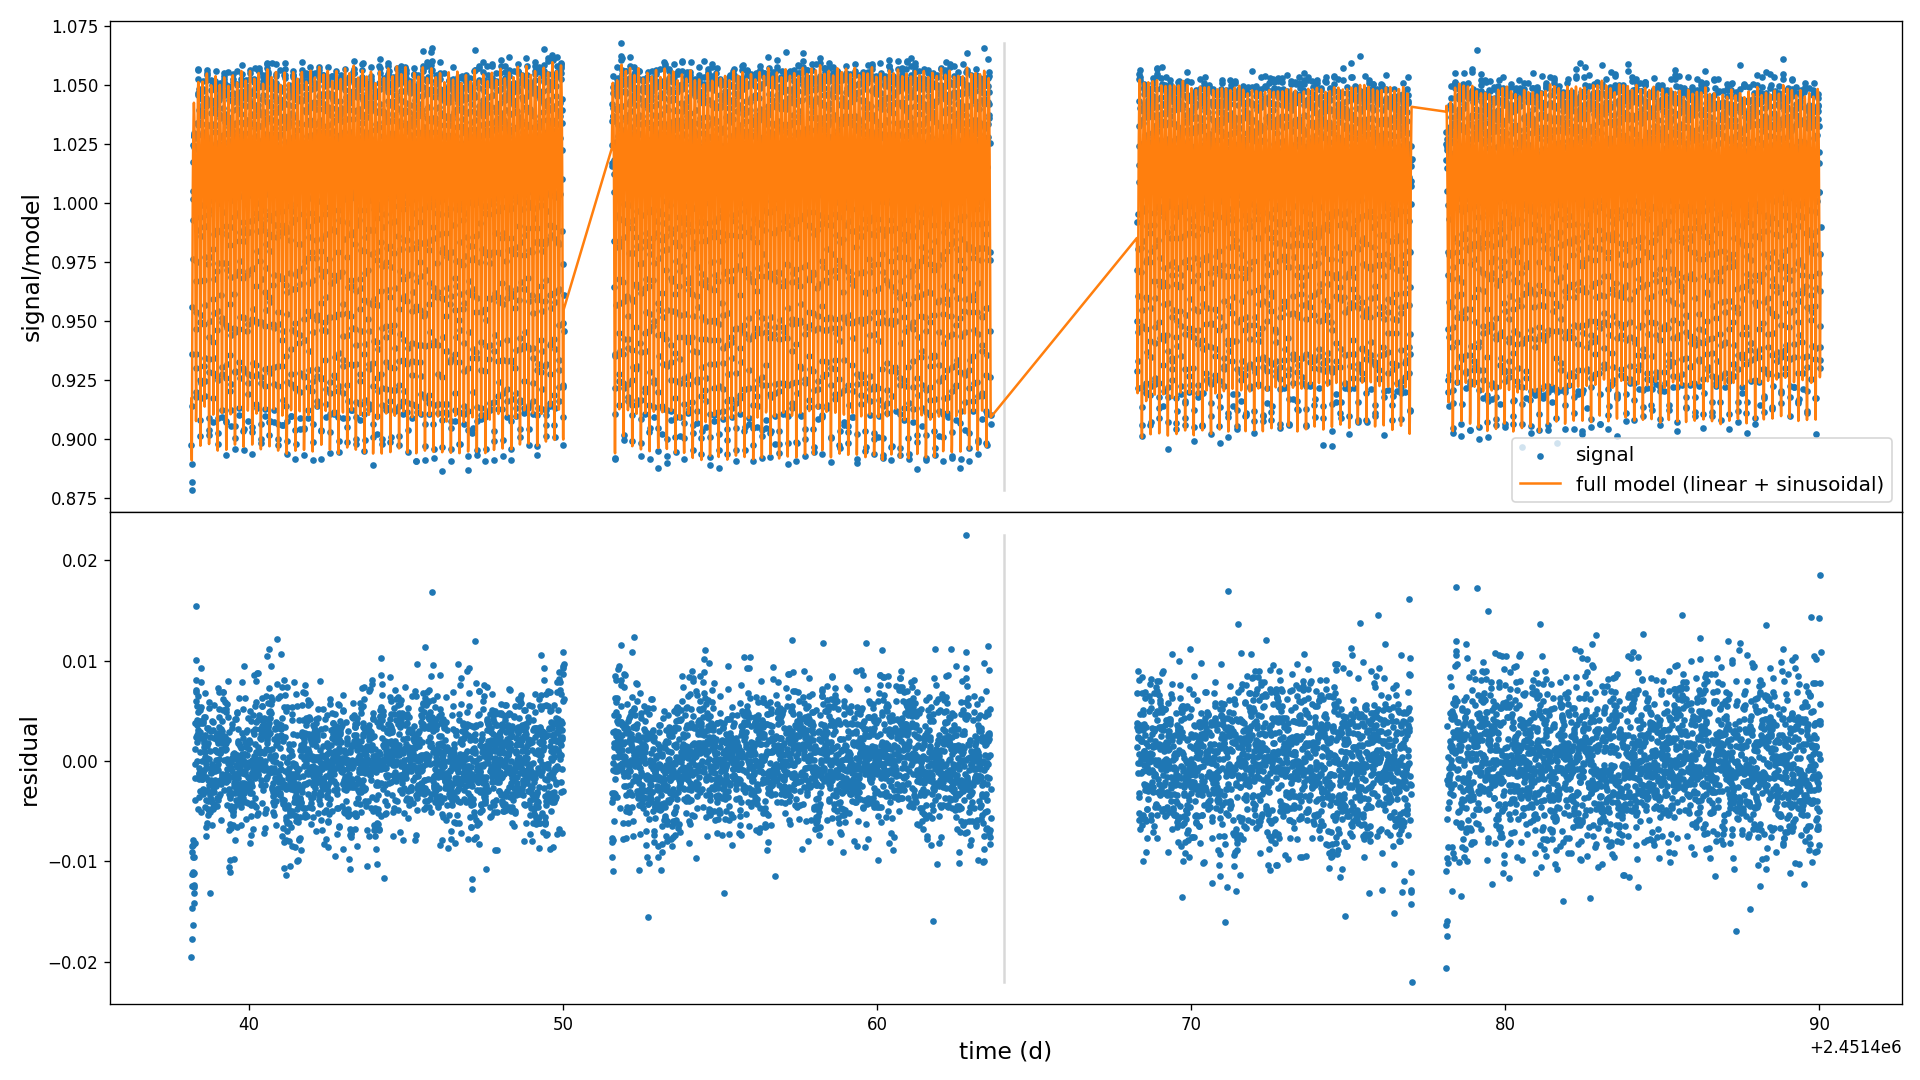 1.075
1.050
1.025
1.000
0.975
0.950
0.925
0.900
0.875
signal/model
signal
full model (linear + sinusoidal)
0.02
0.01
0.00
−0.01
−0.02
residual
40 50 60 70 80 90
time (d)
+2.4514e6